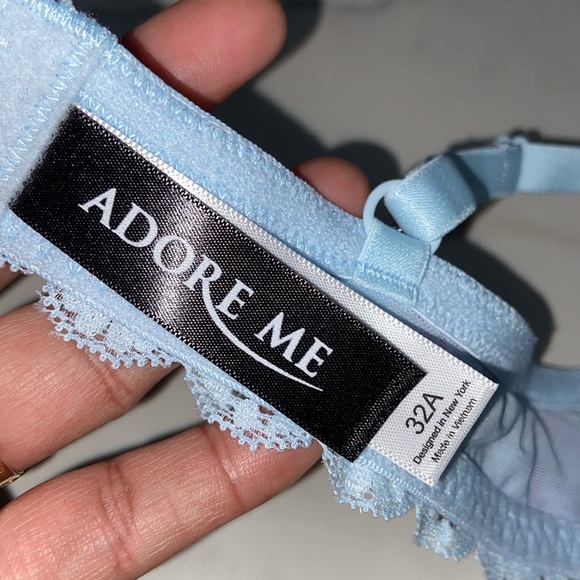 ADORE ME
32A
Designed in New York
Made in Vietnam